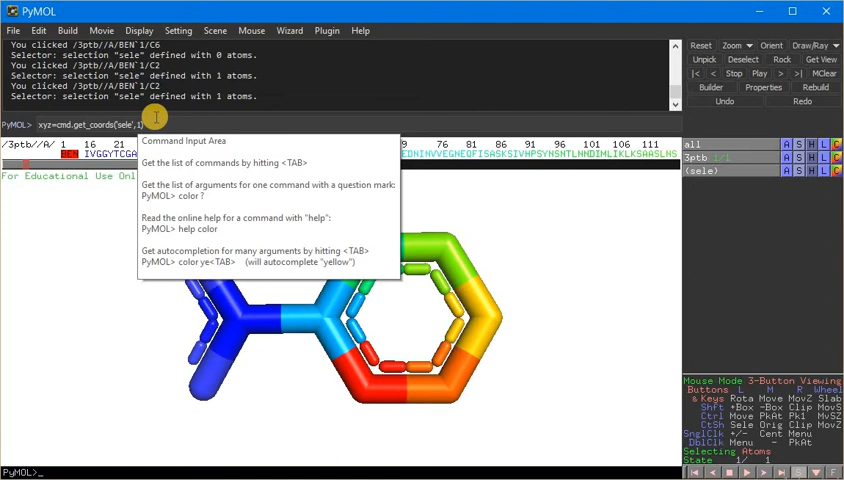 PyMOL
File Edit Build Movie Display Setting Scene Mouse Wizard Plugin Help
You clicked /3ptb//A/BEN`1/C6
Selector: selection "sele" defined with 0 atoms.
You clicked /3ptb//A/BEN`1/C2
Selector: selection "sele" defined with 1 atoms.
You clicked /3ptb//A/BEN`1/C2
Selector: selection "sele" defined with 1 atoms.
Reset Zoom Orient Draw/Ray
Unpick Deselect Rock Get View
|< < Stop Play > >| MClear
Builder Properties Rebuild
Undo Redo
PyMOL> xyz=cmd.get_coords('sele',1)
/3ptb//A/ 1 16 21
79 83 91 96 101 106 111 116
BEN IVGGYTCGA
DNINVVEGNEQFISASKSIVHPSYNSNTLNNDIMLIKLKSAASLNS
For Educational Use Onl
Command Input Area
Get the list of commands by hitting <TAB>
Get the list of arguments for one command with a question mark:
PyMOL> color ?
Read the online help for a command with "help":
PyMOL> help color
Get autocompletion for many arguments by hitting <TAB>
PyMOL> color ye<TAB> (will autocomplete "yellow")
all A S H L C
3ptb 1/1 A S H L C
(sele) A S H L C
Mouse Mode 3-Button Viewing
Buttons L M R Wheel
& Keys Rota Move MovZ Slab
Shft +Box -Box Clip MovS
Ctrl Move PkAt Pk1 MvSZ
CtSh Sele Orig Clip MovZ
SnglClk +/- Cent Menu
DblClk Menu - PkAt
Selecting Atoms
State 1/ 1
S F
PyMOL>_